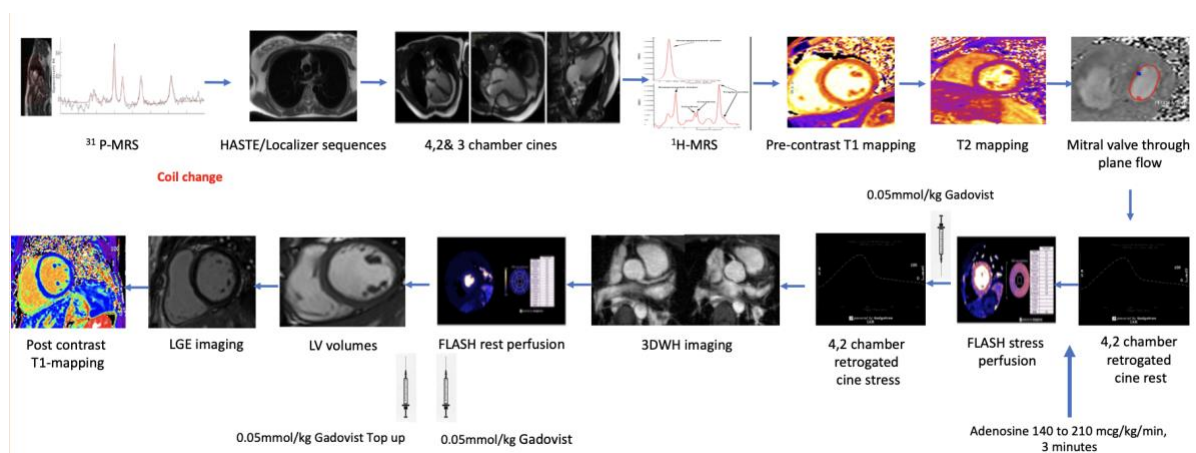 ³¹ P-MRS
HASTE/Localizer sequences
4,2& 3 chamber cines
¹H-MRS
Pre-contrast T1 mapping
T2 mapping
Mitral valve through
plane flow
Coil change
0.05mmol/kg Gadovist
Post contrast
T1-mapping
LGE imaging
LV volumes
FLASH rest perfusion
3DWH imaging
4,2 chamber
retrogated
cine stress
FLASH stress
perfusion
4,2 chamber
retrogated
cine rest
0.05mmol/kg Gadovist Top up
0.05mmol/kg Gadovist
Adenosine 140 to 210 mcg/kg/min,
3 minutes